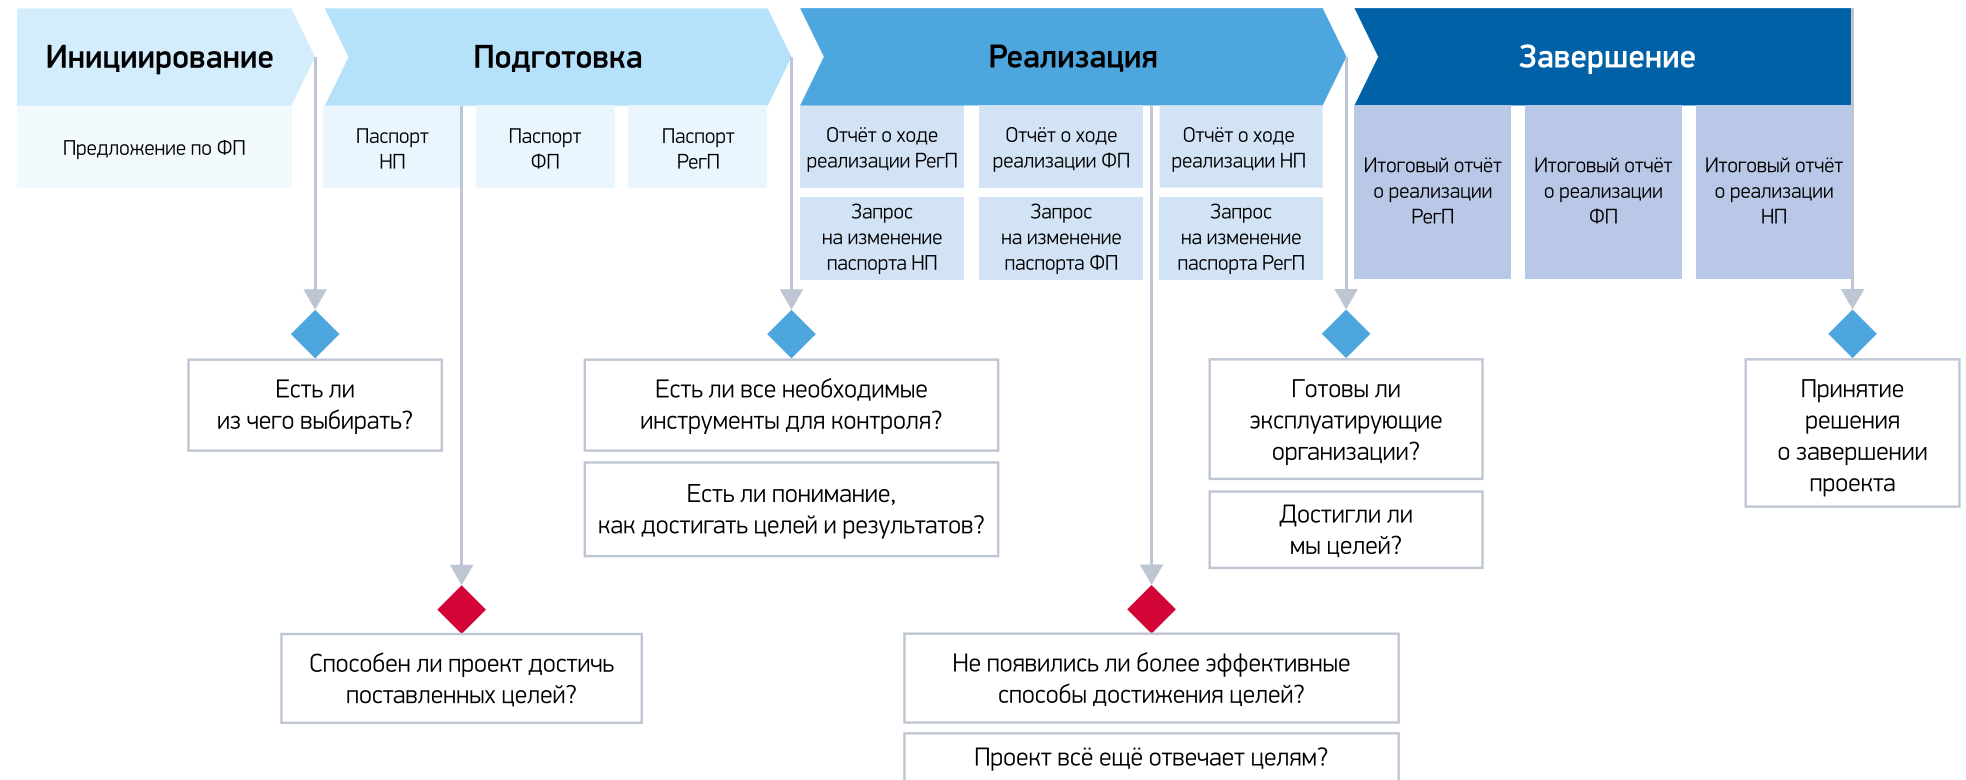 Инициирование
Подготовка
Реализация
Завершение
Предложение по ФП
Паспорт
НП
Паспорт
ФП
Паспорт
РегП
Отчёт о ходе
реализации РегП
Отчёт о ходе
реализации ФП
Отчёт о ходе
реализации НП
Запрос
на изменение
паспорта НП
Запрос
на изменение
паспорта ФП
Запрос
на изменение
паспорта РегП
Итоговый отчёт
о реализации
РегП
Итоговый отчёт
о реализации
ФП
Итоговый отчёт
о реализации
НП
Есть ли
из чего выбирать?
Есть ли все необходимые
инструменты для контроля?
Есть ли понимание,
как достигать целей и результатов?
Готовы ли
эксплуатирующие
организации?
Достигли ли
мы целей?
Принятие
решения
о завершении
проекта
Способен ли проект достичь
поставленных целей?
Не появились ли более эффективные
способы достижения целей?
Проект всё ещё отвечает целям?